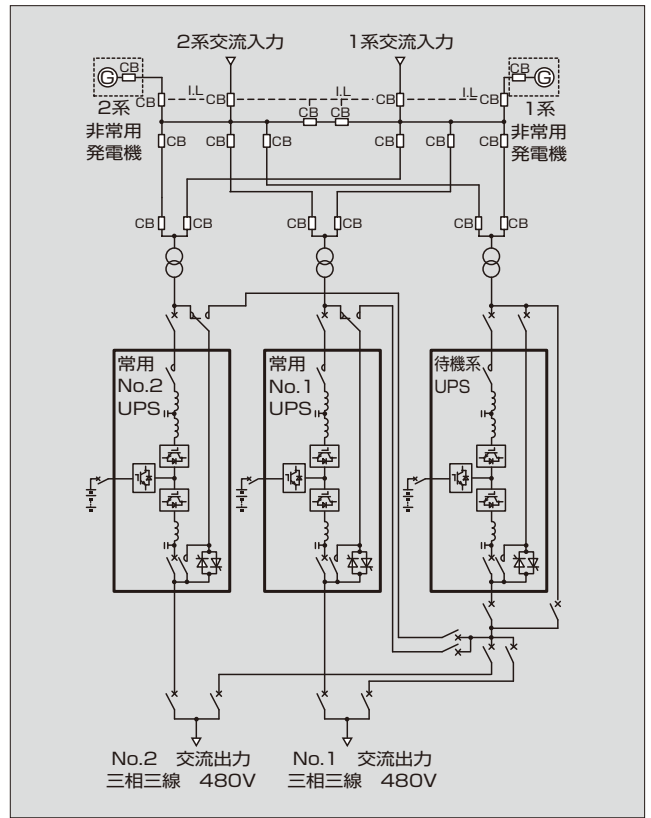 2系交流入力
1系交流入力
CB
G
CB
I.L
CB
I.L
CB
I.L
CB
CB
G
CB
CB
2系
非常用
発電機
1系
非常用
発電機
CB
CB
CB
CB
CB
CB
CB
CB
CB
CB
CB
CB
常用
No.2
UPS
常用
No.1
UPS
待機系
UPS
No.2 交流出力
三相三線 480V
No.1 交流出力
三相三線 480V